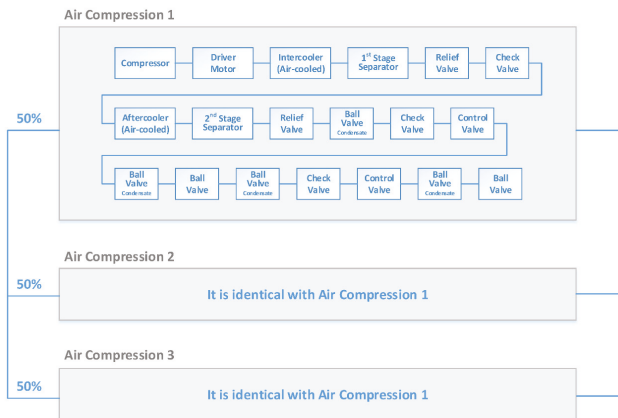 Air Compression 1
Compressor
Driver
Motor
Intercooler
(Air-cooled)
1st Stage
Separator
Relief
Valve
Check
Valve
50%
Aftercooler
(Air-cooled)
2nd Stage
Separator
Relief
Valve
Ball
Valve
Condensate
Check
Valve
Control
Valve
Ball
Valve
Condensate
Ball
Valve
Ball
Valve
Condensate
Check
Valve
Control
Valve
Ball
Valve
Condensate
Ball
Valve
Air Compression 2
50%
It is identical with Air Compression 1
Air Compression 3
50%
It is identical with Air Compression 1